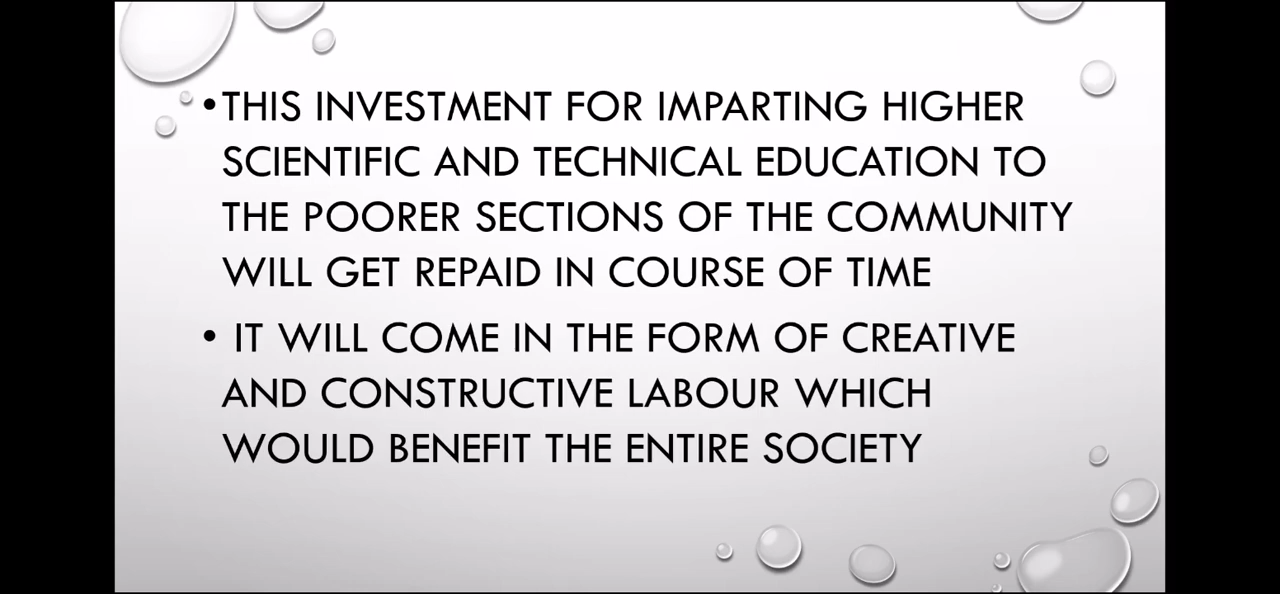 •THIS INVESTMENT FOR IMPARTING HIGHER
SCIENTIFIC AND TECHNICAL EDUCATION TO
THE POORER SECTIONS OF THE COMMUNITY
WILL GET REPAID IN COURSE OF TIME
• IT WILL COME IN THE FORM OF CREATIVE
AND CONSTRUCTIVE LABOUR WHICH
WOULD BENEFIT THE ENTIRE SOCIETY